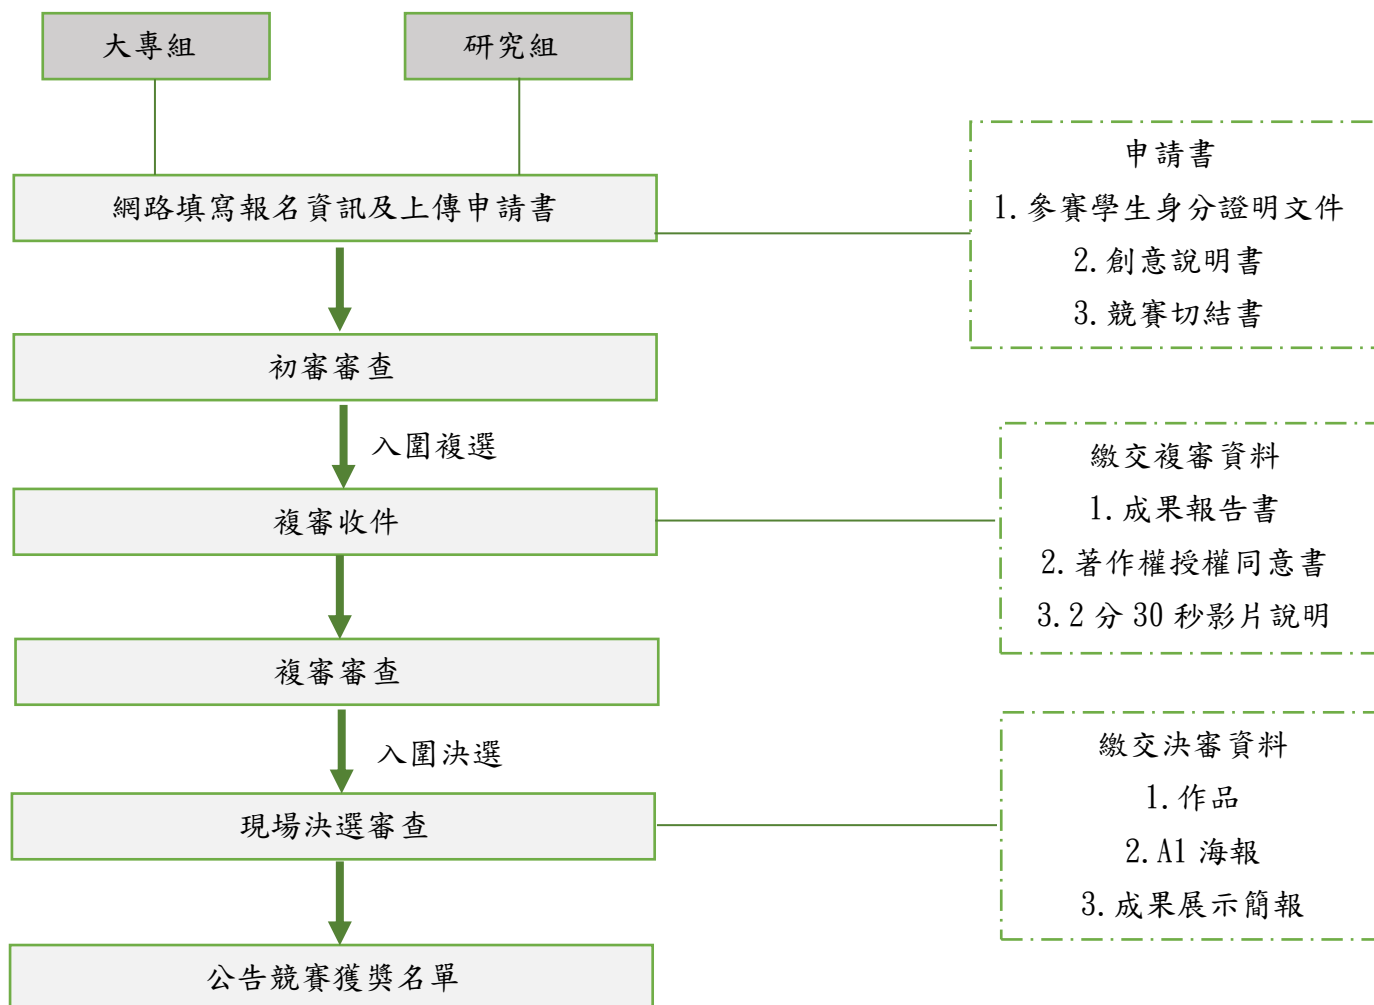 大專組
研究組
網路填寫報名資訊及上傳申請書
申請書
1.參賽學生身分證明文件
2.創意說明書
3.競賽切結書
初審審查
入圍複選
複審收件
繳交複審資料
1.成果報告書
2.著作權授權同意書
3.2分30秒影片說明
複審審查
入圍決選
現場決選審查
繳交決審資料
1.作品
2.A1海報
3.成果展示簡報
公告競賽獲獎名單